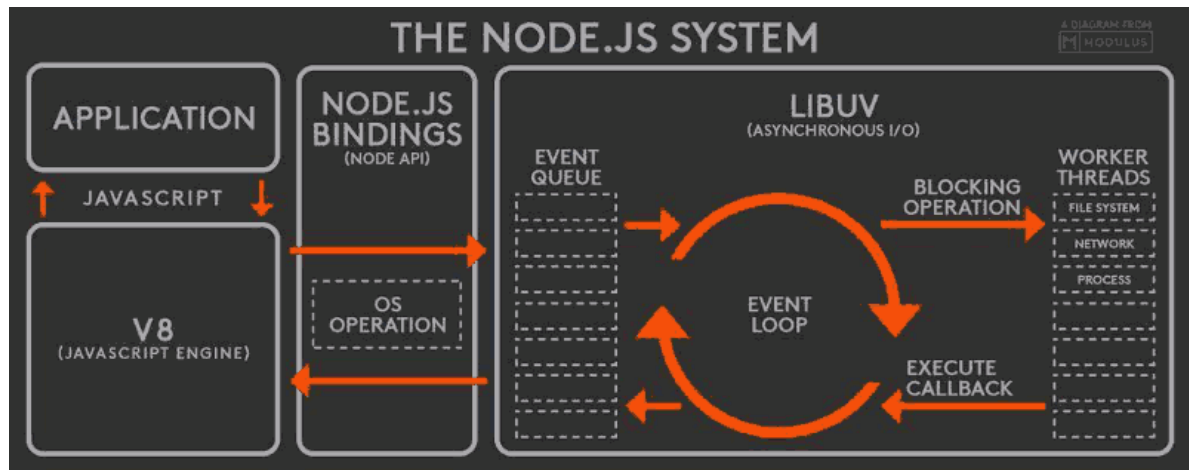 THE NODE.JS SYSTEM
A DIAGRAM FROM
MODULUS
APPLICATION
JAVASCRIPT
V8
(JAVASCRIPT ENGINE)
NODE.JS
BINDINGS
(NODE API)
OS
OPERATION
LIBUV
(ASYNCHRONOUS I/O)
EVENT
QUEUE
EVENT
LOOP
BLOCKING
OPERATION
EXECUTE
CALLBACK
WORKER
THREADS
FILE SYSTEM
NETWORK
PROCESS